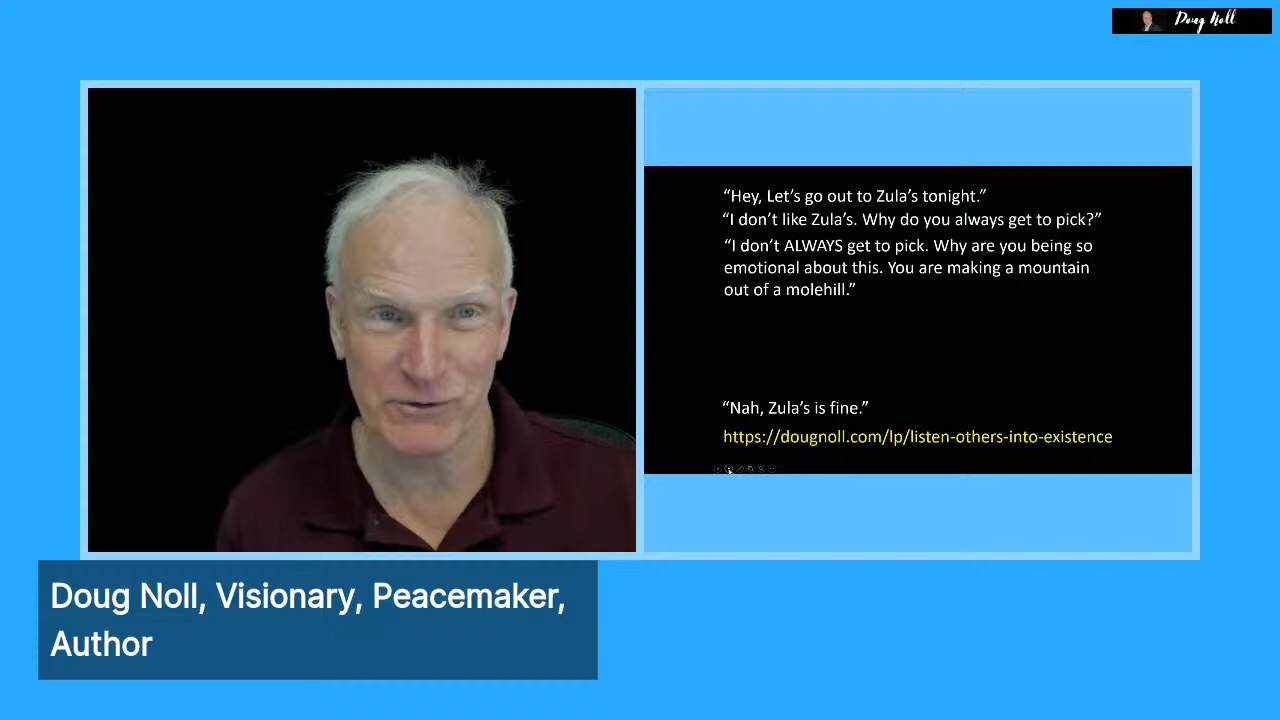 Doug Noll
“Hey, Let’s go out to Zula’s tonight.”
“I don’t like Zula’s. Why do you always get to pick?”
“I don’t ALWAYS get to pick. Why are you being so
emotional about this. You are making a mountain
out of a molehill.”
“Nah, Zula’s is fine.”
https://dougnoll.com/lp/listen-others-into-existence
Doug Noll, Visionary, Peacemaker,
Author